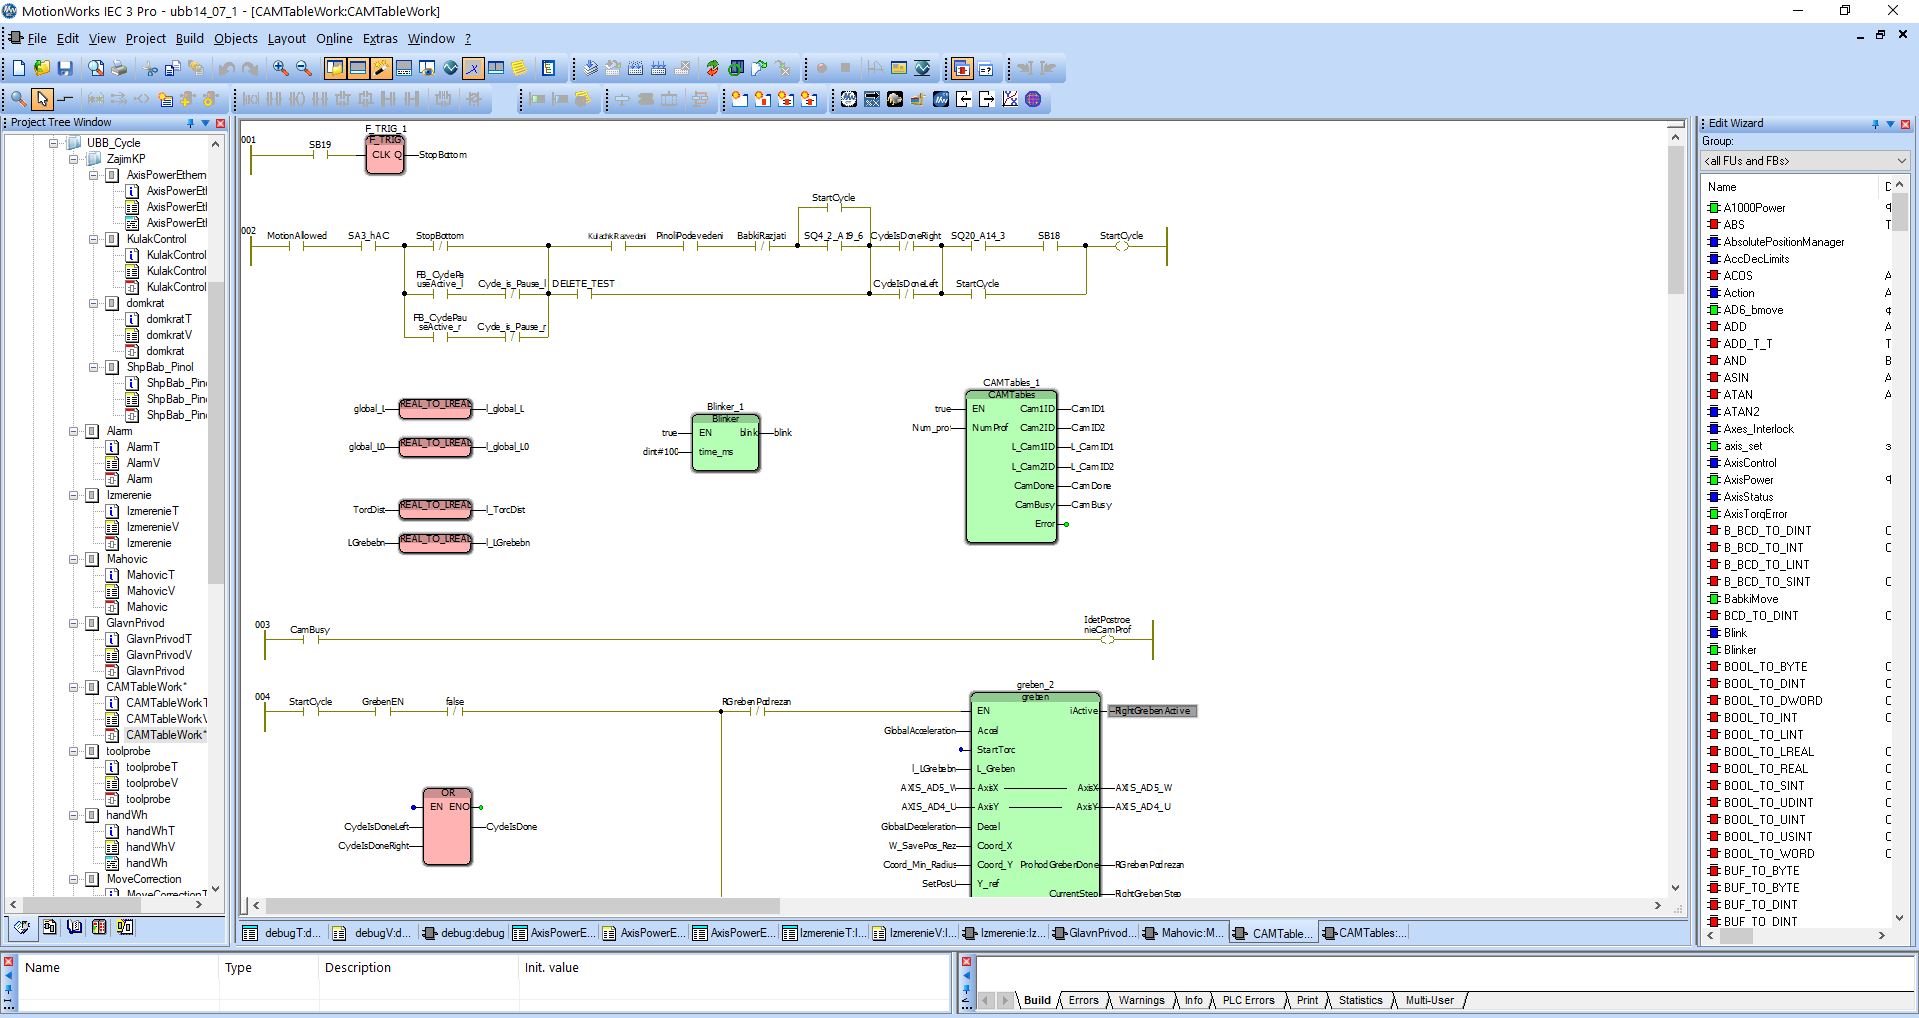 MotionWorks IEC 3 Pro - ubb14_07_1 - [CAMTableWork:CAMTableWork]
File Edit View Project Build Objects Layout Online Extras Window ?
Project Tree Window
UBB_Cycle
ZajimKP
AxisPowerEthern
AxisPowerEtl
AxisPowerEtl
AxisPowerEtl
KulakControl
KulakControl
KulakControl
KulakControl
domkrat
domkratT
domkratV
domkrat
ShpBab_Pinol
ShpBab_Pin
ShpBab_Pin
ShpBab_Pin
Alarm
AlarmT
AlarmV
Alarm
Izmerenie
IzmerenieT
IzmerenieV
Izmerenie
Mahovic
MahovicT
MahovicV
Mahovic
GlavnPrivod
GlavnPrivodT
GlavnPrivodV
GlavnPrivod
CAMTableWork*
CAMTableWorkT
CAMTableWorkV
CAMTableWork*
toolprobe
toolprobeT
toolprobeV
toolprobe
handWh
handWhT
handWhV
handWh
MoveCorrection
MoveCorrectionT
001
SB19
F_TRIG_1
F_TRIG
CLK Q
StopBottom
002
StartCycle
MotionAllowed SA3_hAC StopBottom KulachkiRazvedeni PinoliPodevedeni BabkiRazjati SQ4_2_A19_6 CycleIsDoneRight SQ20_A14_3 SB18 StartCycle
FB_CyclePa
useActive_l Cycle_is_Pause_l DELETE_TEST CycleIsDoneLeft StartCycle
FB_CyclePau
seActive_r Cycle_is_Pause_r
global_L REAL_TO_LREAL l_global_L
global_L0 REAL_TO_LREAL l_global_L0
TorcDist REAL_TO_LREAL l_TorcDist
LGrebebn REAL_TO_LREAL l_LGrebebn
Blinker_1
Blinker
true EN blink blink
dint#100 time_ms
CAMTables_1
CAMTables
true EN Cam1ID CamID1
Num_pro NumProf Cam2ID CamID2
L_Cam1ID L_CamID1
L_Cam2ID L_CamID2
CamDone CamDone
CamBusy CamBusy
Error
003
CamBusy
IdetPostroe
nieCamProf
004
StartCycle GrebenEN false RGrebenPodrezan
greben_2
greben
EN iActive RightGrebenActive
GlobalAcceleration Accel
StartTorc
l_LGrebebn L_Greben
AXIS_AD5_W AxisX AxisX AXIS_AD5_W
AXIS_AD4_U AxisY AxisY AXIS_AD4_U
GlobalDeceleration Decel
W_SavePos_Rez Coord_X
Coord_Min_Radius Coord_Y ProhodGrebenDone RGrebenPodrezan
SetPosU Y_ref
CurrentStep RightGrebenStep
OR
EN ENO
CycleIsDoneLeft CycleIsDone
CycleIsDoneRight
debugT:d... debugV:d... debug:debug AxisPowerE... AxisPowerE... AxisPowerE... IzmerenieT:I... IzmerenieV:I... Izmerenie:Iz... GlavnPrivod... Mahovic:M... CAMTable... CAMTables:...
Edit Wizard
Group:
<all FUs and FBs>
Name
A1000Power
ABS
AbsolutePositionManager
AccDecLimits
ACOS
Action
AD6_bmove
ADD
ADD_T_T
AND
ASIN
ATAN
ATAN2
Axes_Interlock
axis_set
AxisControl
AxisPower
AxisStatus
AxisTorqError
B_BCD_TO_DINT
B_BCD_TO_INT
B_BCD_TO_LINT
B_BCD_TO_SINT
BabkiMove
BCD_TO_DINT
Blink
Blinker
BOOL_TO_BYTE
BOOL_TO_DINT
BOOL_TO_DWORD
BOOL_TO_INT
BOOL_TO_LINT
BOOL_TO_LREAL
BOOL_TO_REAL
BOOL_TO_SINT
BOOL_TO_UDINT
BOOL_TO_UINT
BOOL_TO_USINT
BOOL_TO_WORD
BUF_TO_BYTE
BUF_TO_BYTE
BUF_TO_DINT
BUF_TO_DINT
Name Type Description Init. value
Build Errors Warnings Info PLC Errors Print Statistics Multi-User